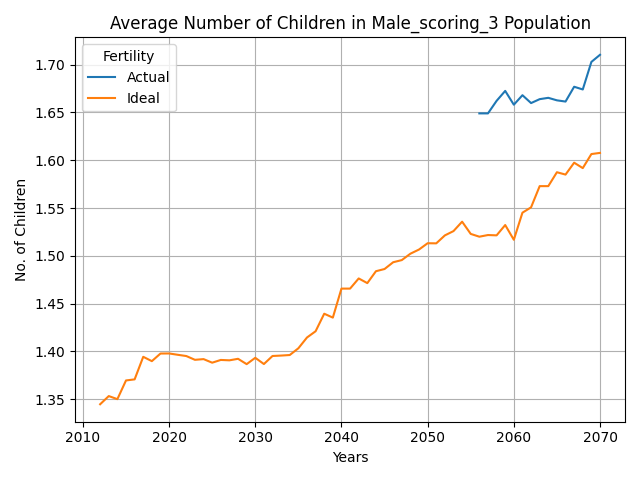 Average Number of Children in Male_scoring_3 Population
Fertility
Actual
Ideal
No. of Children
1.70
1.65
1.60
1.55
1.50
1.45
1.40
1.35
2010
2020
2030
2040
2050
2060
2070
Years